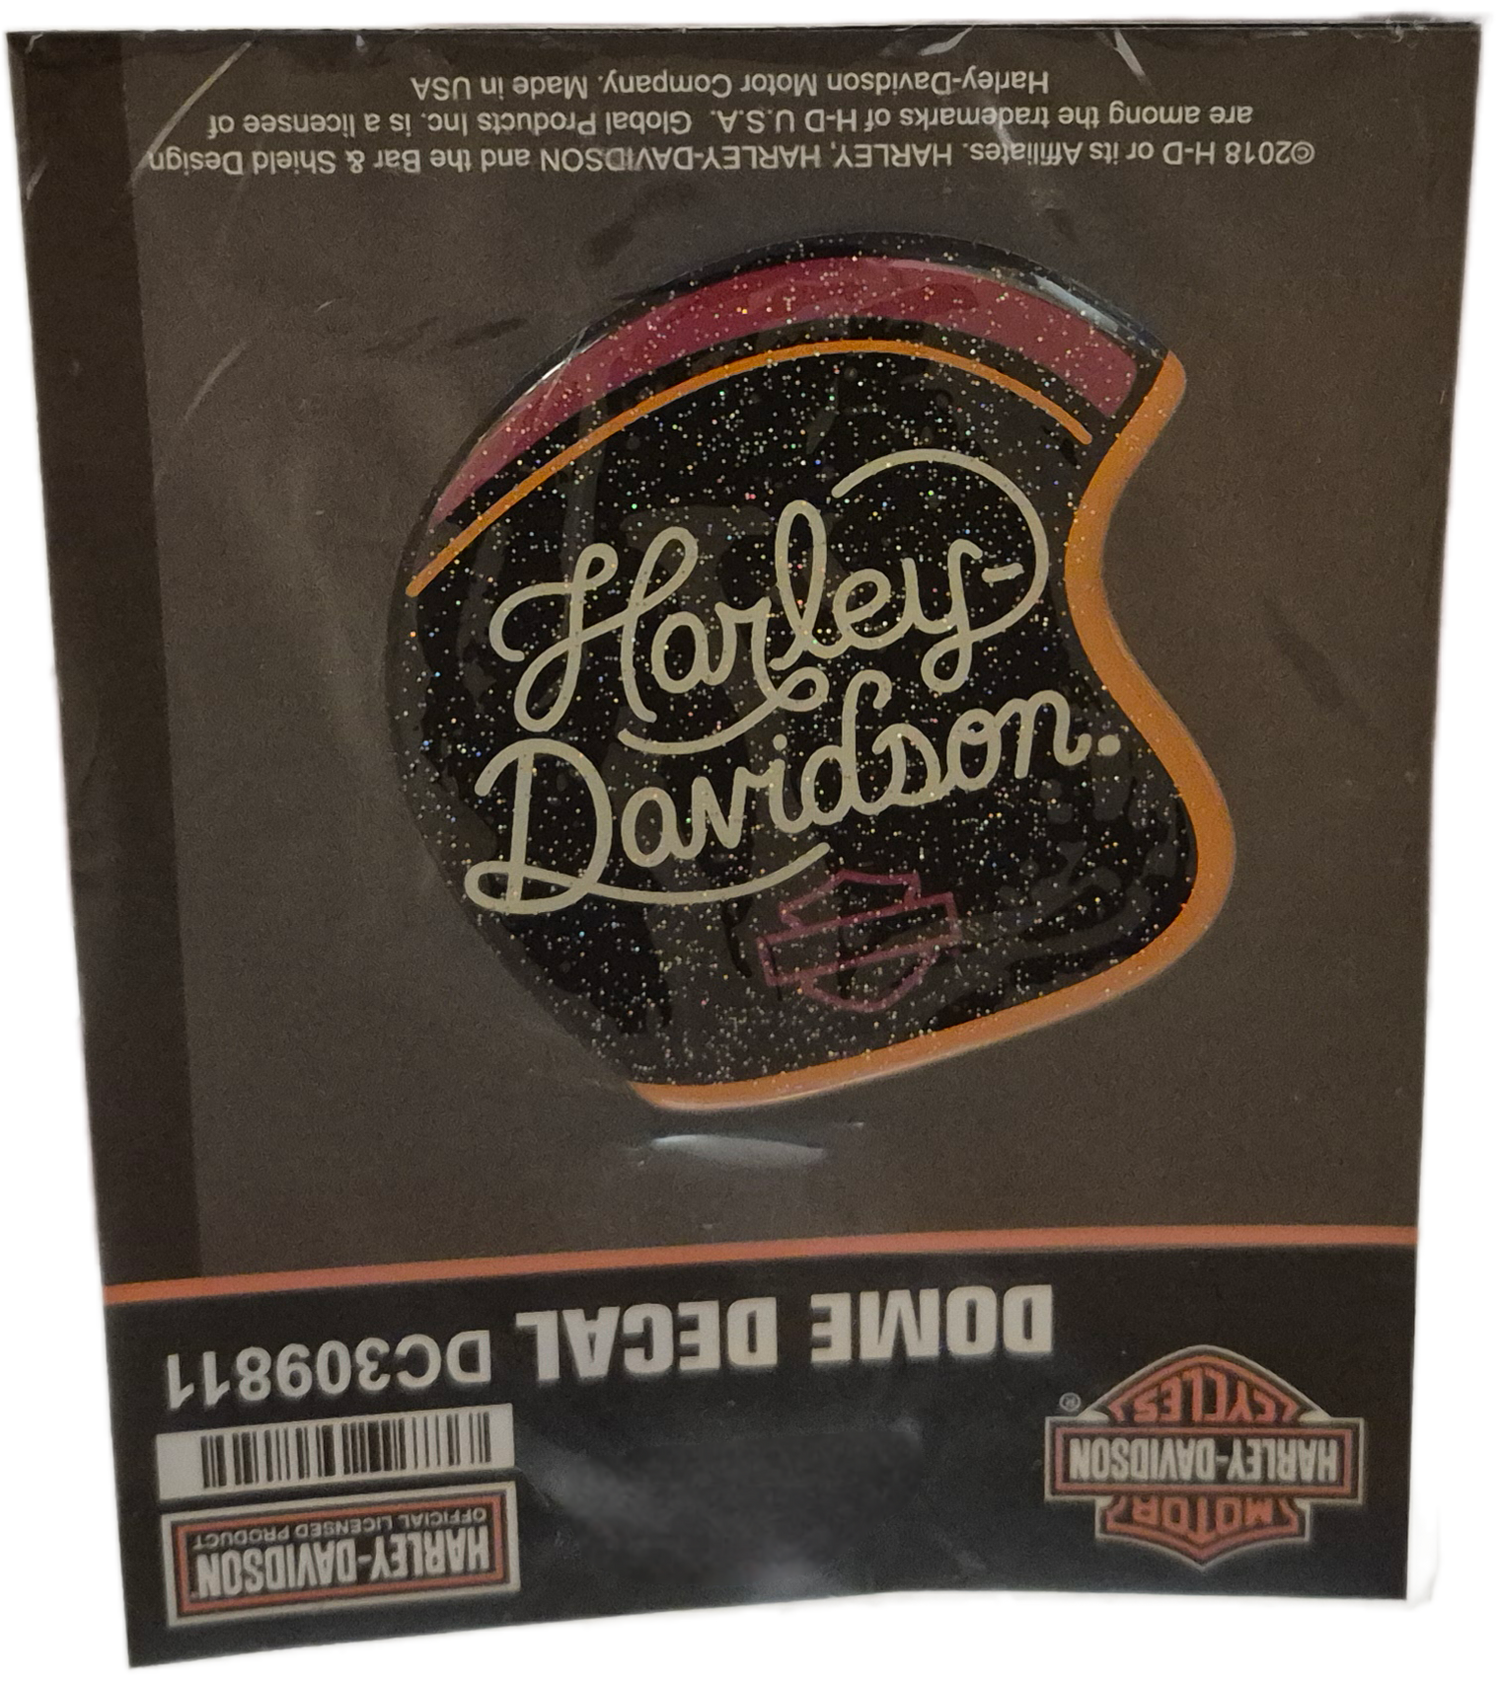 HARLEY-DAVIDSON
OFFICIAL LICENSED PRODUCT
MOTOR
HARLEY-DAVIDSON
CYCLES
®
DOME DECAL DC309811
Harley-
Davidson.
©2018 H-D or its Affiliates. HARLEY, HARLEY-DAVIDSON and the Bar & Shield Design
are among the trademarks of H-D U.S.A. Global Products Inc. is a licensee of
Harley-Davidson Motor Company. Made in USA